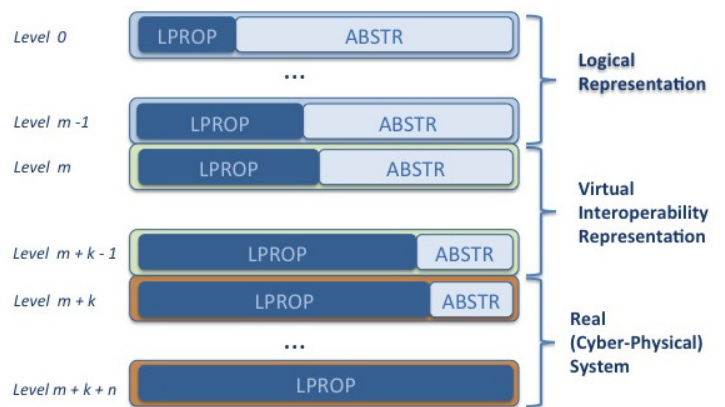 Level 0 LPROP ABSTR
...
Logical
Representation
Level m -1 LPROP ABSTR
Level m LPROP ABSTR
Virtual
Interoperability
Representation
Level m + k - 1 LPROP ABSTR
Level m + k LPROP ABSTR
Real
(Cyber-Physical)
System
...
Level m + k + n LPROP